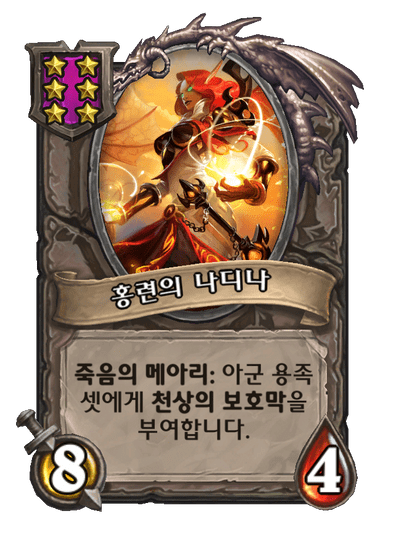 홍련의 나디나
죽음의 메아리: 아군 용족
셋에게 천상의 보호막을
부여합니다.
8
4